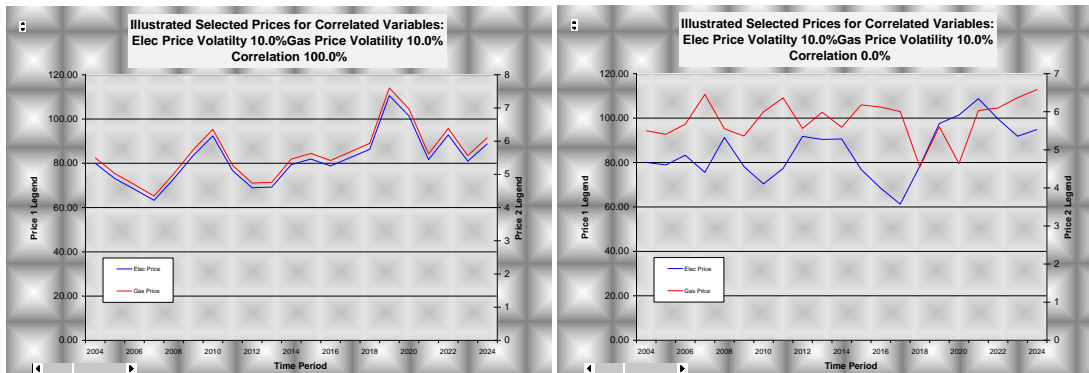 Illustrated Selected Prices for Correlated Variables:
Elec Price Volatilty 10.0%Gas Price Volatility 10.0%
Correlation 100.0%
120.00
100.00
80.00
60.00
40.00
20.00
0.00
Price 1 Legend
8
7
6
5
4
3
2
1
0
Price 2 Legend
Elec Price
Gas Price
2004 2006 2008 2010 2012 2014 2016 2018 2020 2022 2024
Time Period
Illustrated Selected Prices for Correlated Variables:
Elec Price Volatilty 10.0%Gas Price Volatility 10.0%
Correlation 0.0%
120.00
100.00
80.00
60.00
40.00
20.00
0.00
Price 1 Legend
7
6
5
4
3
2
1
0
Price 2 Legend
Elec Price
Gas Price
2004 2006 2008 2010 2012 2014 2016 2018 2020 2022 2024
Time Period